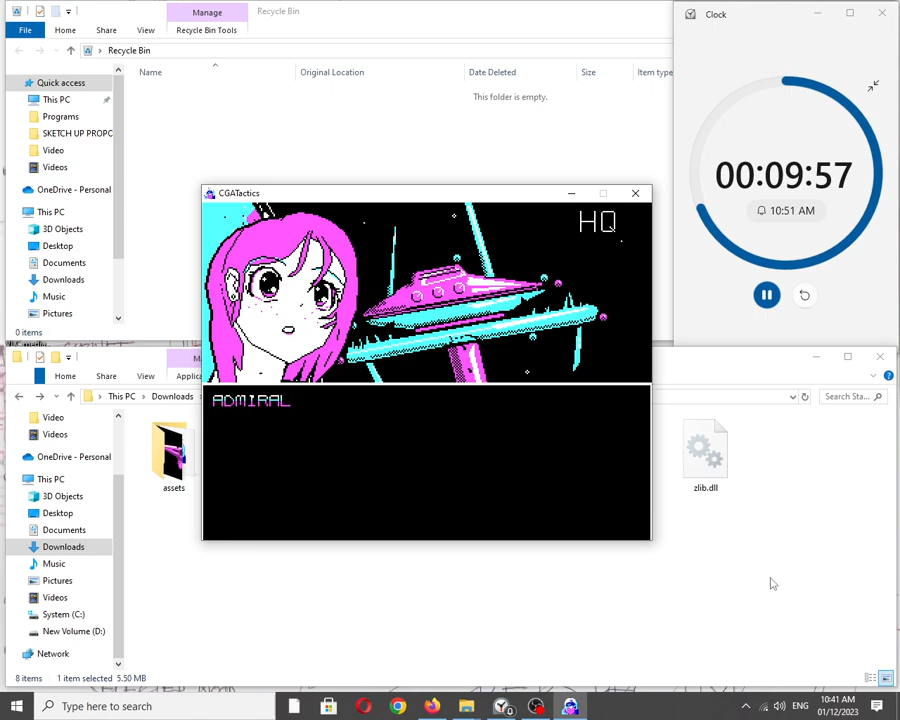 Manage
Recycle Bin
File
Home
Share
View
Recycle Bin Tools
Recycle Bin
Name
Original Location
Date Deleted
Size
Item type
This folder is empty.
Quick access
This PC
Programs
SKETCH UP PROPC
Video
Videos
OneDrive - Personal
This PC
3D Objects
Desktop
Documents
Downloads
Music
Pictures
0 items
Clock
00:09:57
10:51 AM
CGATactics
HQ
ADMIRAL
Home
Share
View
Applic
This PC
Downloads
Search Sta...
Video
Videos
OneDrive - Personal
This PC
3D Objects
Desktop
Documents
Downloads
Music
Pictures
Videos
System (C:)
New Volume (D:)
Network
assets
zlib.dll
8 items
1 item selected 5.50 MB
Type here to search
ENG
10:41 AM
01/12/2023